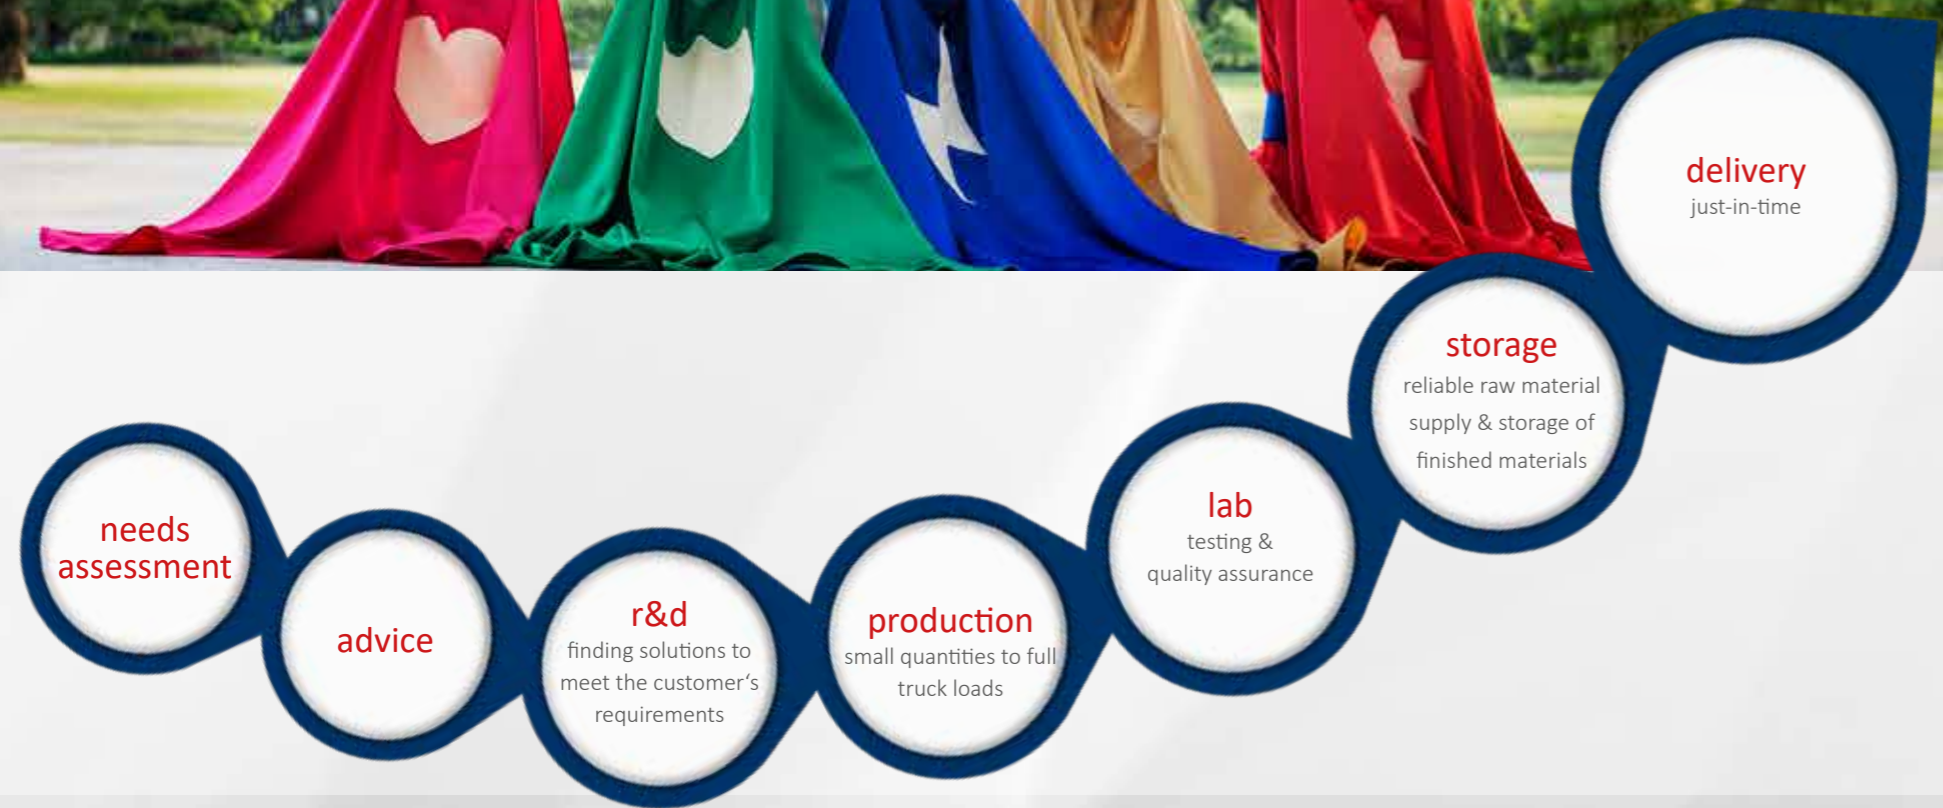 needs
assessment
advice
r&d
finding solutions to
meet the customer‘s
requirements
production
small quantities to full
truck loads
lab
testing &
quality assurance
storage
reliable raw material
supply & storage of
finished materials
delivery
just-in-time